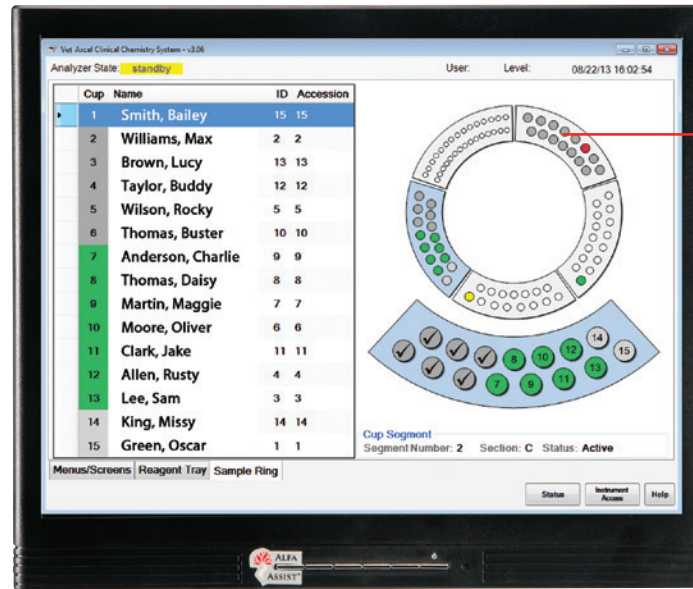 Vet Axcel Clinical Chemistry System - v3.06
Analyzer State: standby User: Level: 08/22/13 16:02:54
Cup Name ID Accession
1 Smith, Bailey 15 15
2 Williams, Max 2 2
3 Brown, Lucy 13 13
4 Taylor, Buddy 12 12
5 Wilson, Rocky 5 5
6 Thomas, Buster 10 10
7 Anderson, Charlie 9 9
8 Thomas, Daisy 8 8
9 Martin, Maggie 7 7
10 Moore, Oliver 6 6
11 Clark, Jake 11 11
12 Allen, Rusty 4 4
13 Lee, Sam 3 3
14 King, Missy 14 14
15 Green, Oscar 1 1
8 10 12 14
7 9 11 13 15
Cup Segment
Segment Number: 2 Section: C Status: Active
Menus/Screens Reagent Tray Sample Ring
Status Instrument Access Help
ALFA
ASSIST